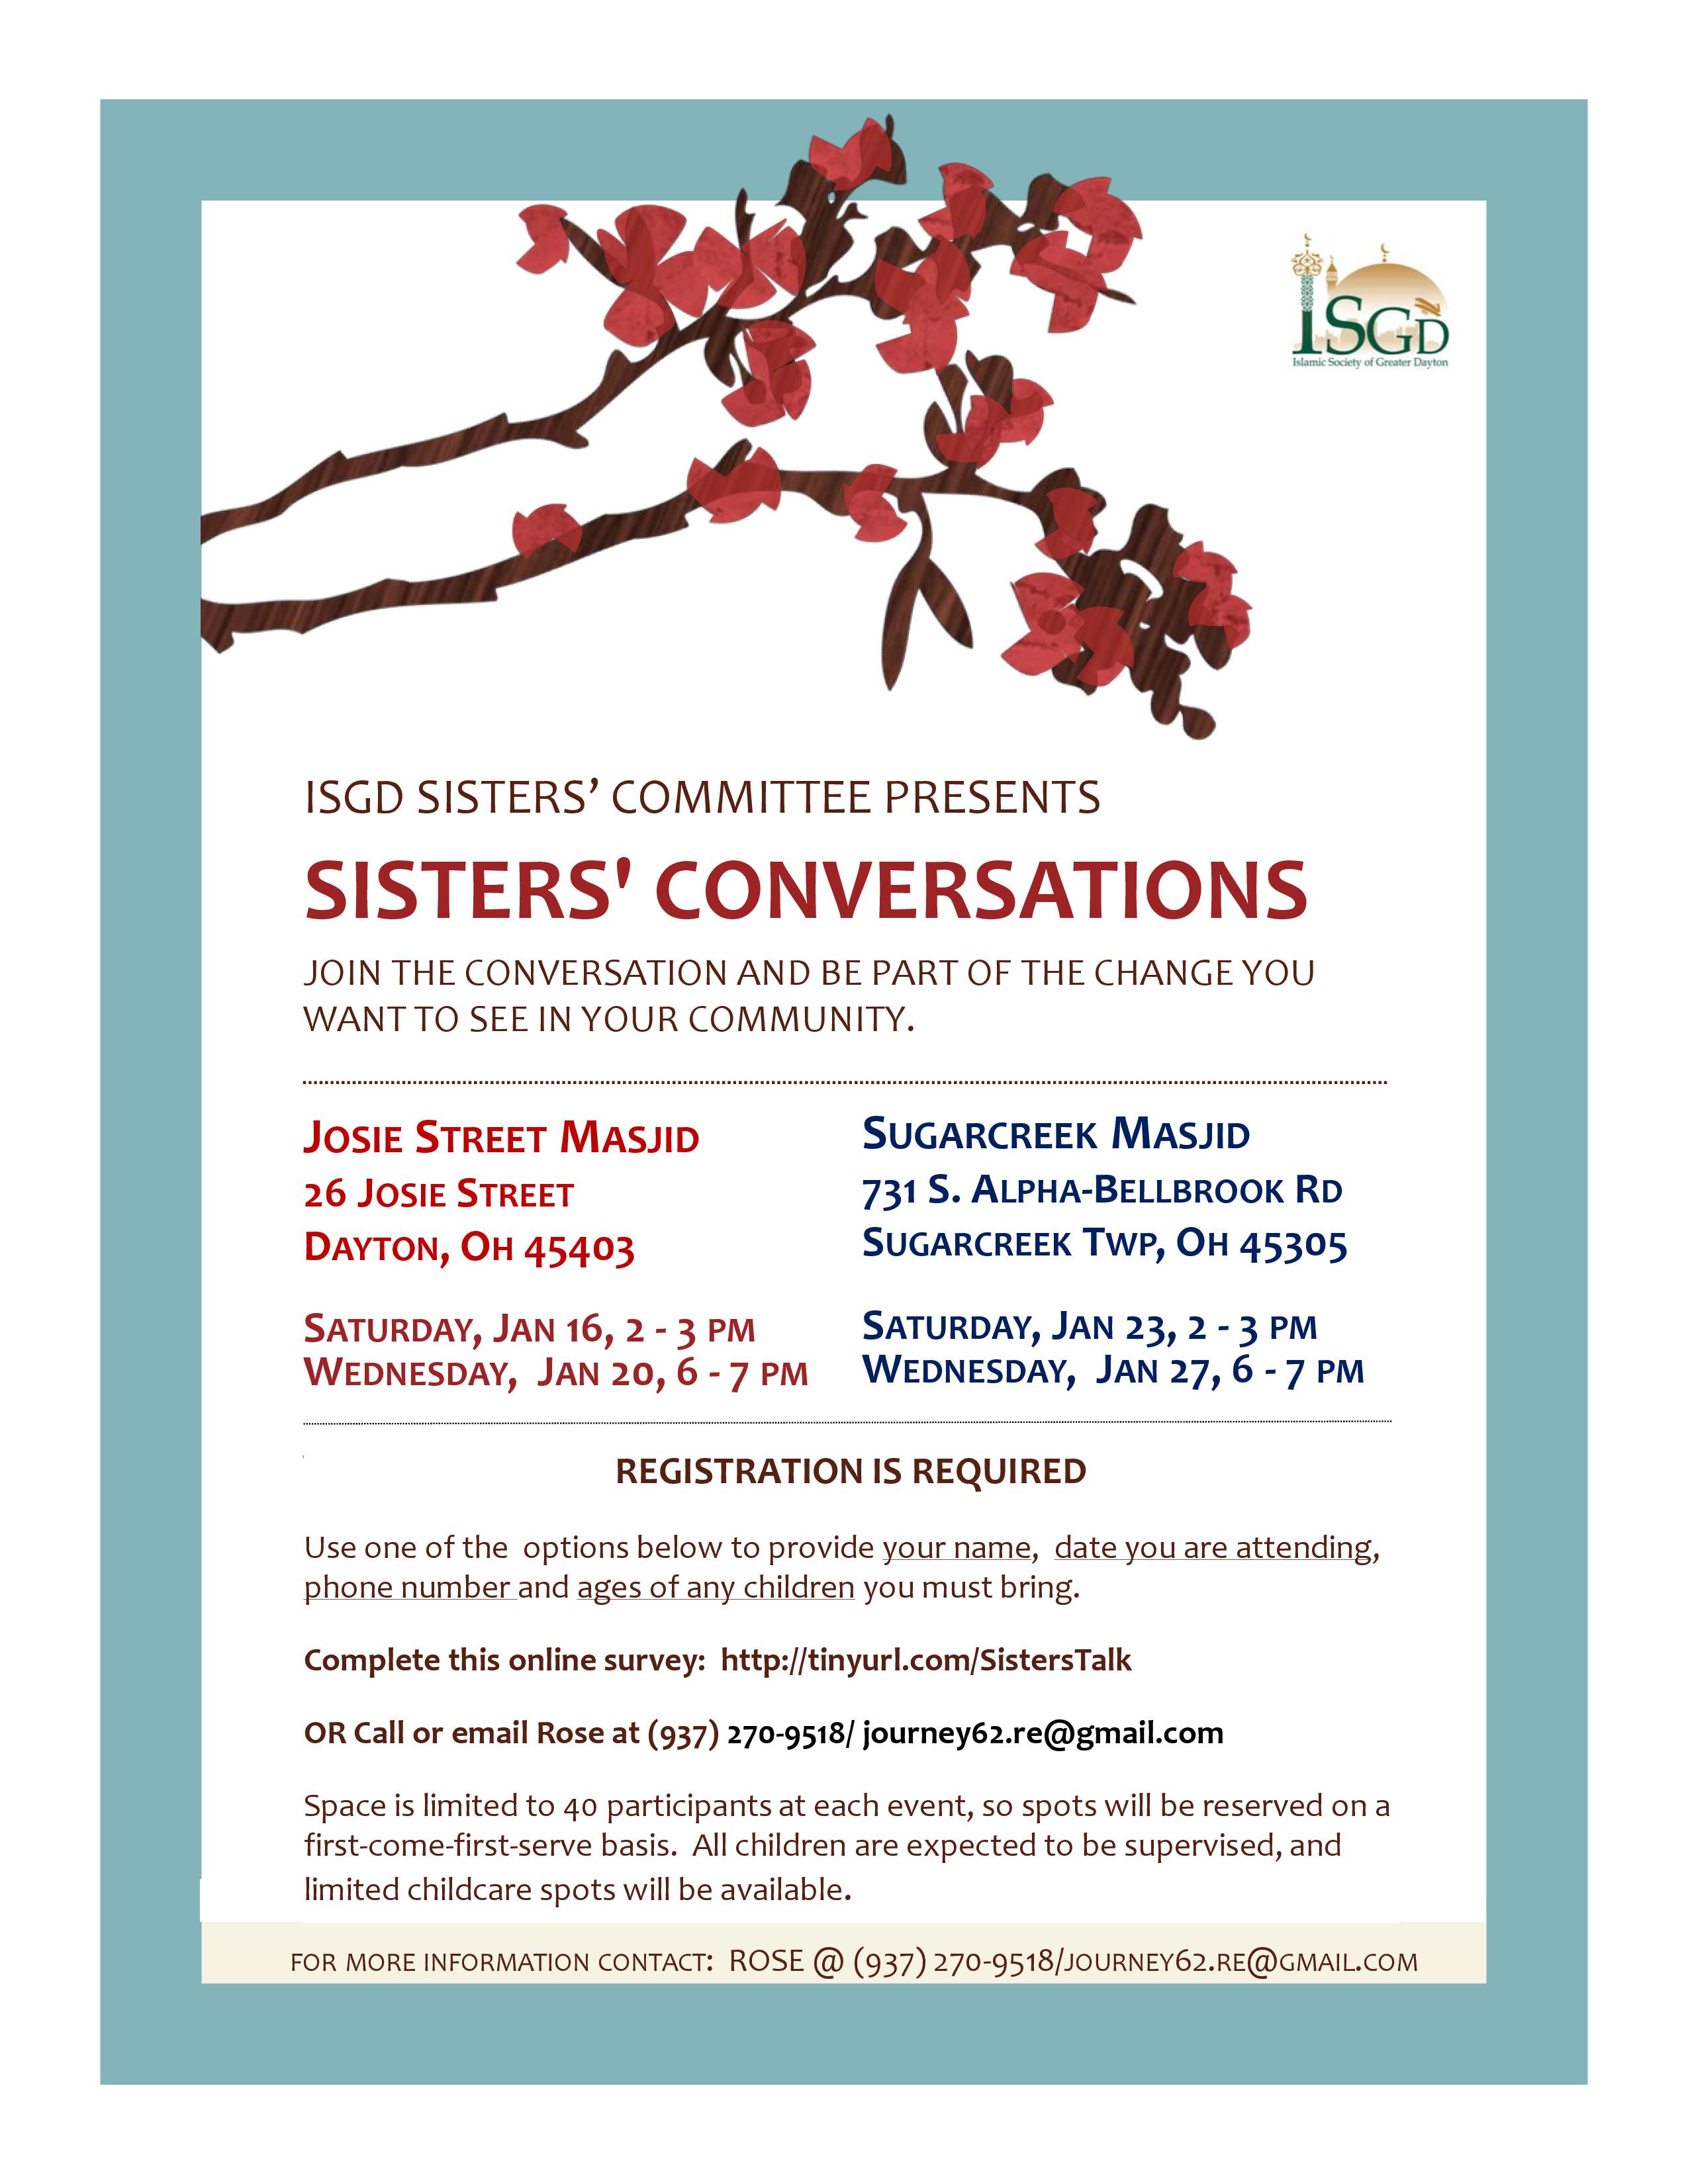 ISGD
Islamic Society of Greater Dayton
ISGD SISTERS’ COMMITTEE PRESENTS
SISTERS' CONVERSATIONS
JOIN THE CONVERSATION AND BE PART OF THE CHANGE YOU
WANT TO SEE IN YOUR COMMUNITY.
JOSIE STREET MASJID
26 JOSIE STREET
DAYTON, OH 45403
SATURDAY, JAN 16, 2 - 3 PM
WEDNESDAY, JAN 20, 6 - 7 PM
SUGARCREEK MASJID
731 S. ALPHA-BELLBROOK RD
SUGARCREEK TWP, OH 45305
SATURDAY, JAN 23, 2 - 3 PM
WEDNESDAY, JAN 27, 6 - 7 PM
REGISTRATION IS REQUIRED
Use one of the options below to provide your name, date you are attending,
phone number and ages of any children you must bring.
Complete this online survey: http://tinyurl.com/SistersTalk
OR Call or email Rose at (937) 270-9518/ journey62.re@gmail.com
Space is limited to 40 participants at each event, so spots will be reserved on a
first-come-first-serve basis. All children are expected to be supervised, and
limited childcare spots will be available.
FOR MORE INFORMATION CONTACT: ROSE @ (937) 270-9518/JOURNEY62.RE@GMAIL.COM